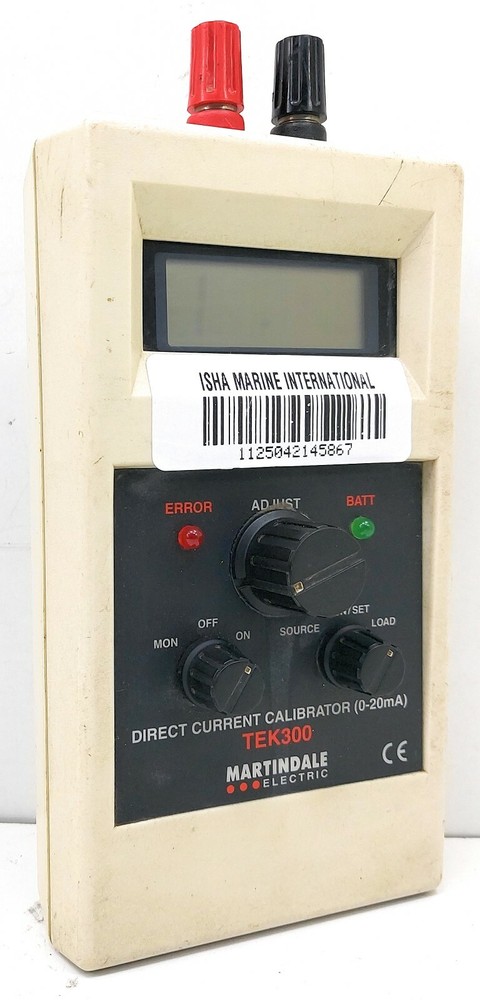 ISHA MARINE INTERNATIONAL
1125042145867
ERROR
ADJUST
BATT
OFF
MON
ON
SOURCE
/SET
LOAD
DIRECT CURRENT CALIBRATOR (0-20mA)
TEK300
MARTINDALE
ELECTRIC
CE